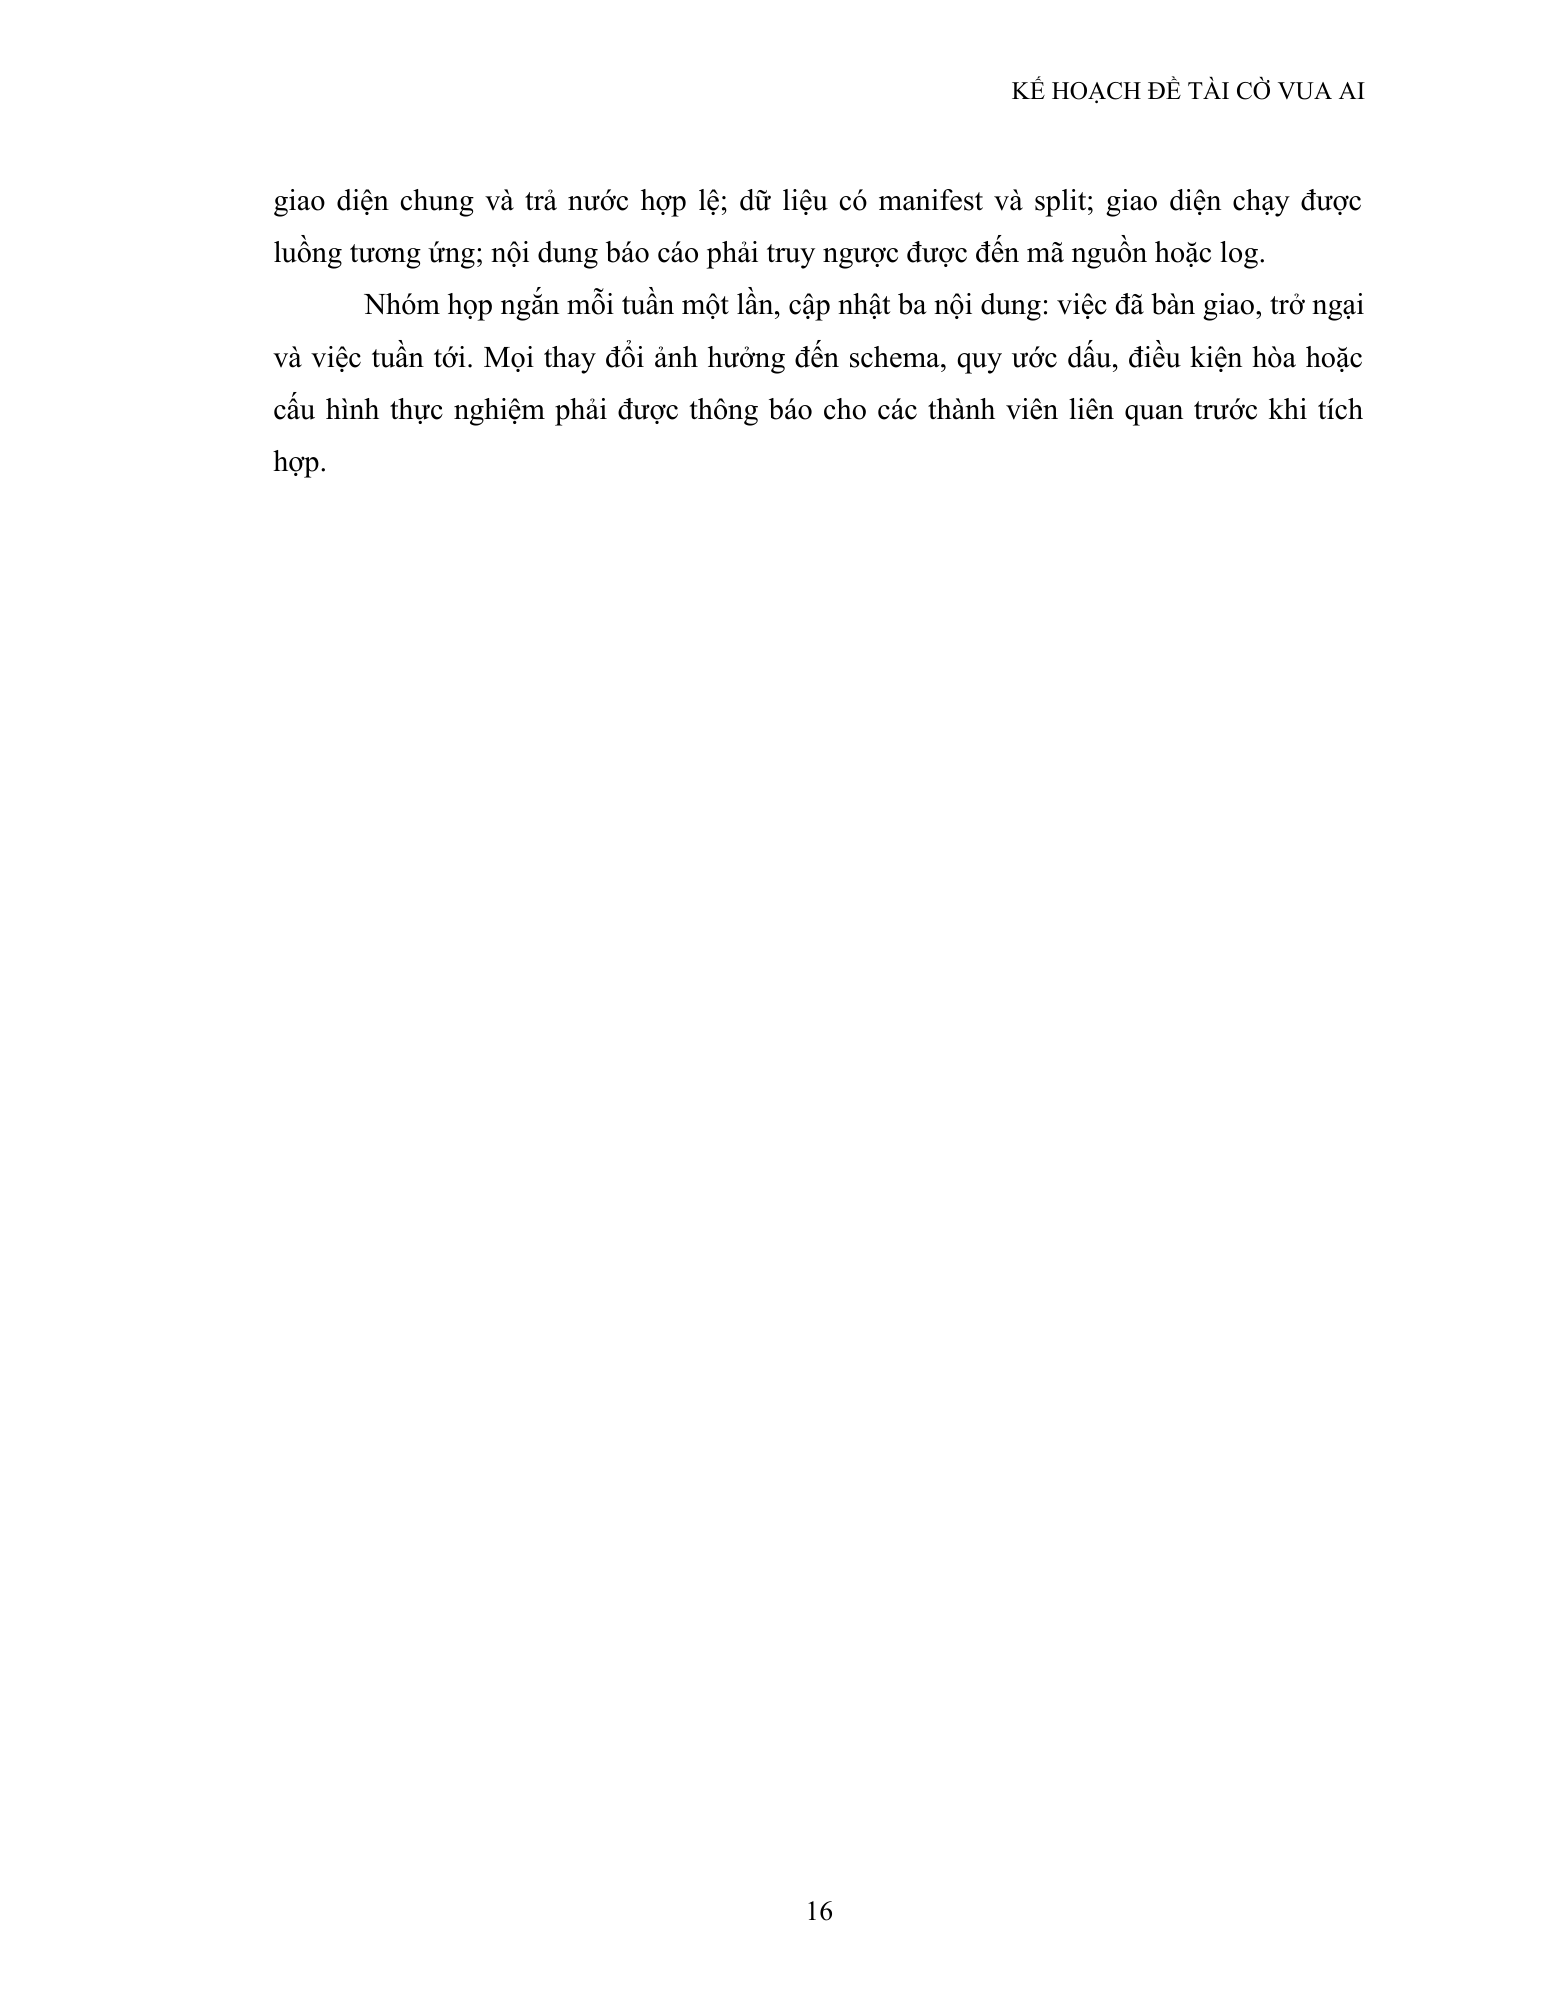 KẾ HOẠCH ĐỀ TÀI CỜ VUA AI
giao diện chung và trả nước hợp lệ; dữ liệu có manifest và split; giao diện chạy được
luồng tương ứng; nội dung báo cáo phải truy ngược được đến mã nguồn hoặc log.
Nhóm họp ngắn mỗi tuần một lần, cập nhật ba nội dung: việc đã bàn giao, trở ngại
và việc tuần tới. Mọi thay đổi ảnh hưởng đến schema, quy ước dấu, điều kiện hòa hoặc
cấu hình thực nghiệm phải được thông báo cho các thành viên liên quan trước khi tích
hợp.
16